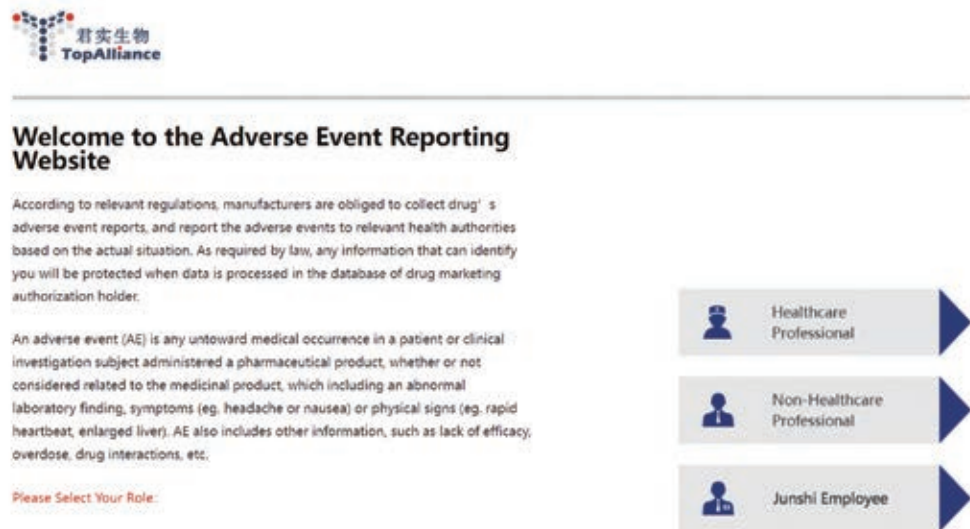 君实生物
TopAlliance
Welcome to the Adverse Event Reporting
Website
According to relevant regulations, manufacturers are obliged to collect drug' s
adverse event reports, and report the adverse events to relevant health authorities
based on the actual situation. As required by law, any information that can identify
you will be protected when data is processed in the database of drug marketing
authorization holder.
An adverse event (AE) is any untoward medical occurrence in a patient or clinical
investigation subject administered a pharmaceutical product, whether or not
considered related to the medicinal product, which including an abnormal
laboratory finding, symptoms (eg. headache or nausea) or physical signs (eg. rapid
heartbeat, enlarged liver). AE also includes other information, such as lack of efficacy,
overdose, drug interactions, etc.
Please Select Your Role:
Healthcare
Professional
Non-Healthcare
Professional
Junshi Employee